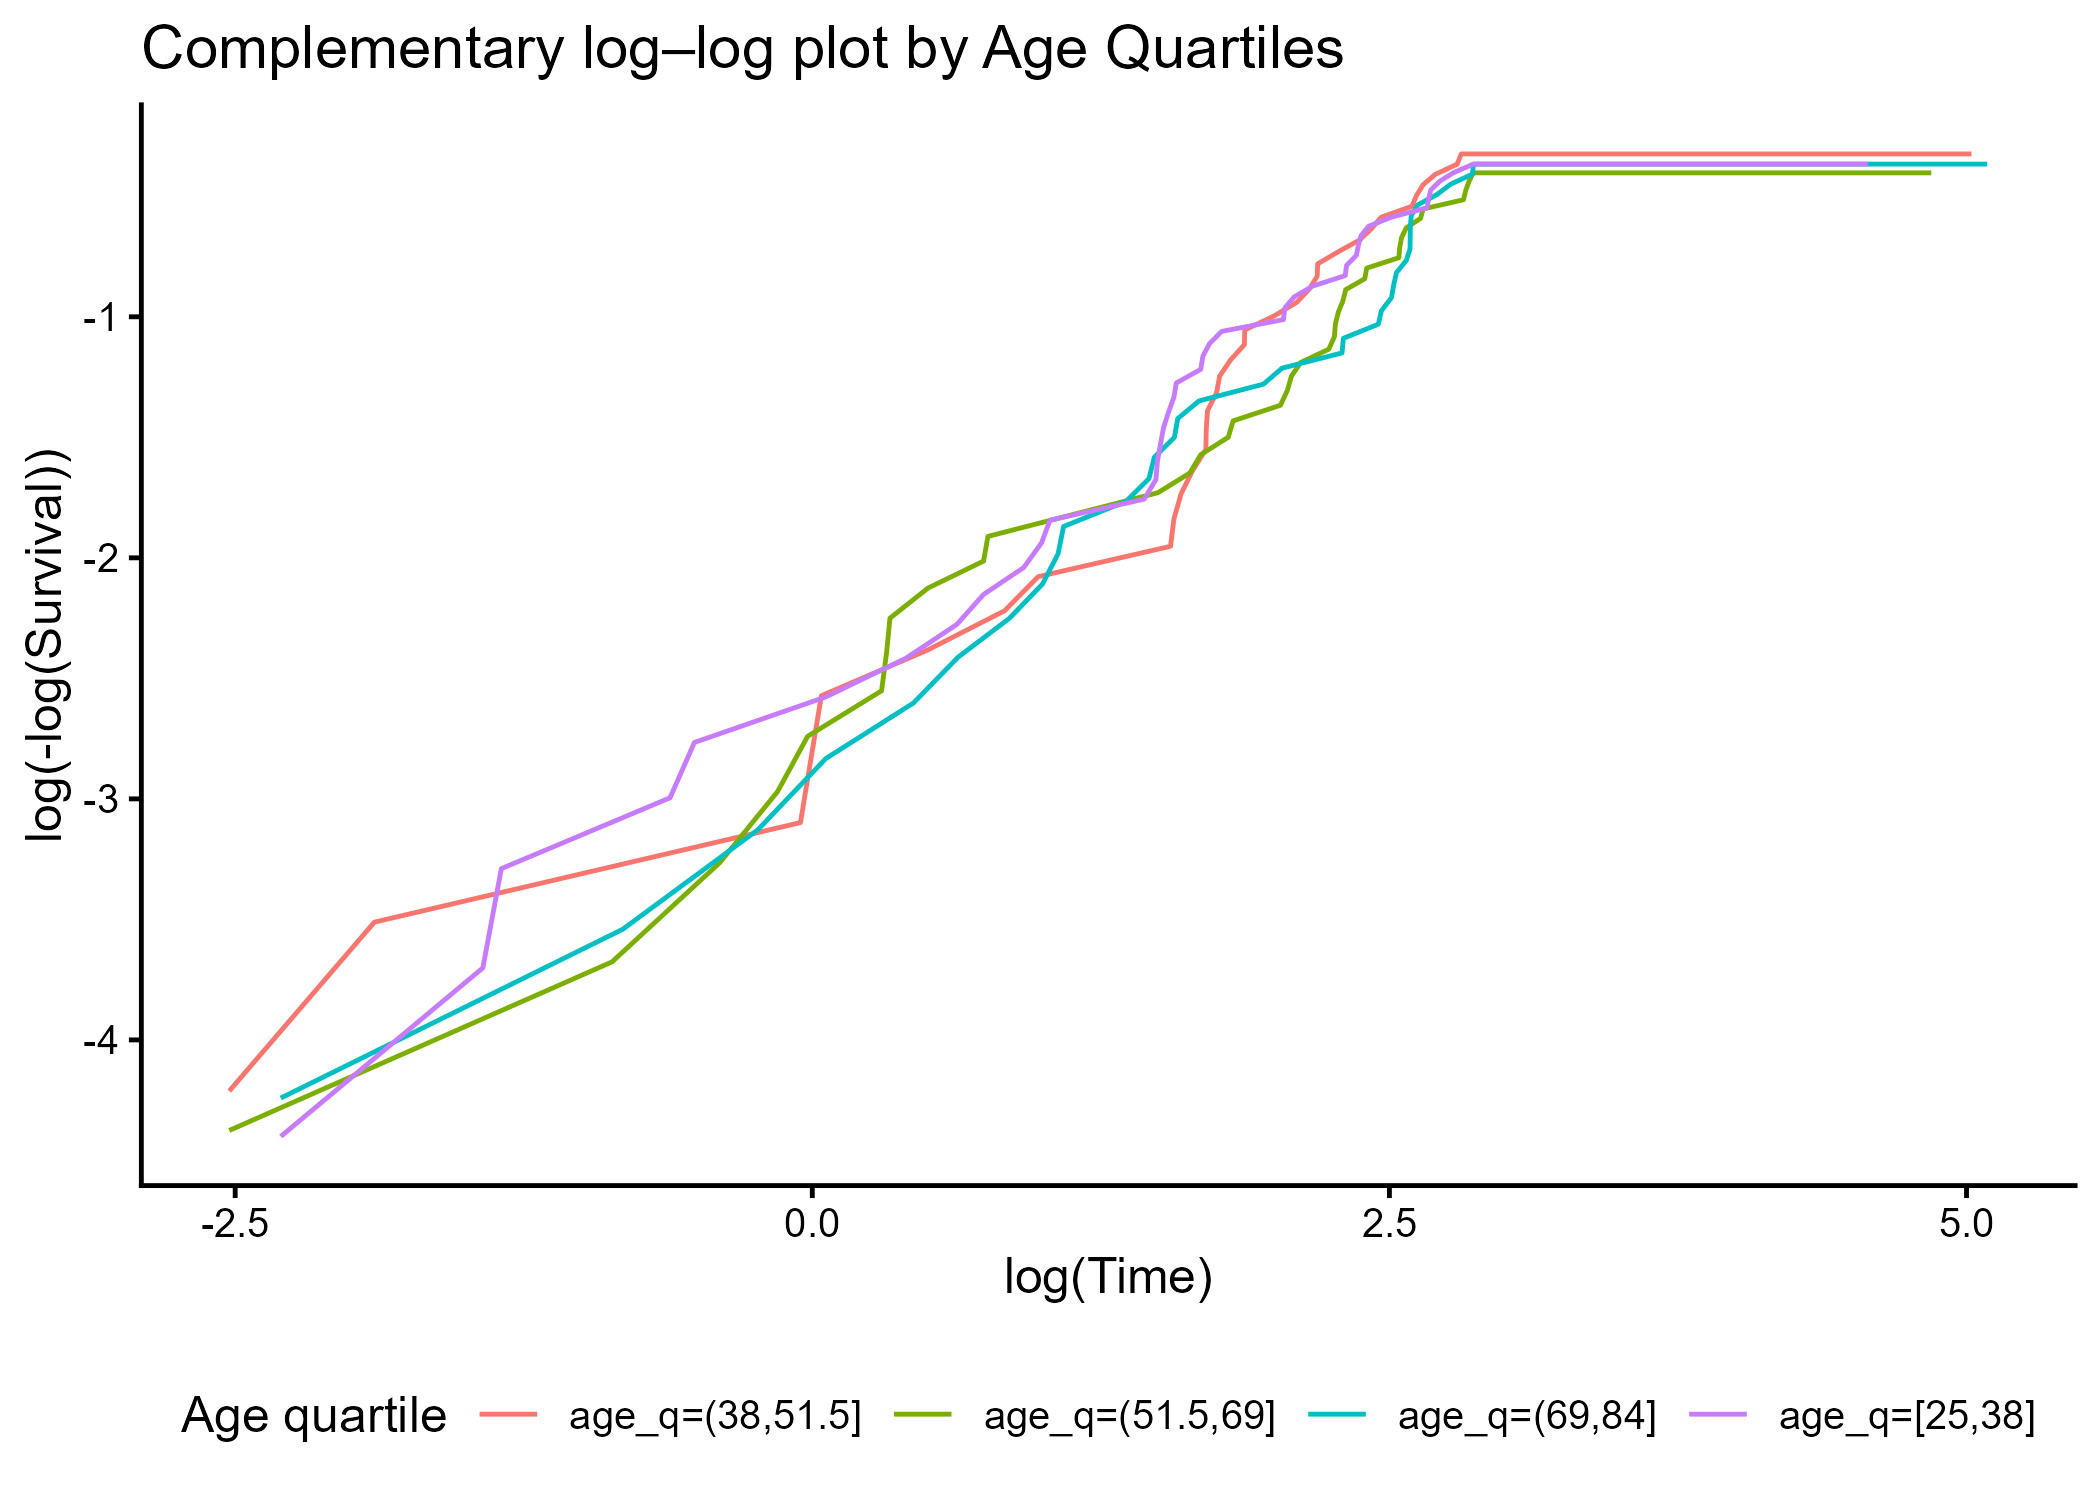 Complementary log–log plot by Age Quartiles
log(-log(Survival))
-1
-2
-3
-4
-2.5 0.0 2.5 5.0
log(Time)
Age quartile age_q=(38,51.5] age_q=(51.5,69] age_q=(69,84] age_q=[25,38]